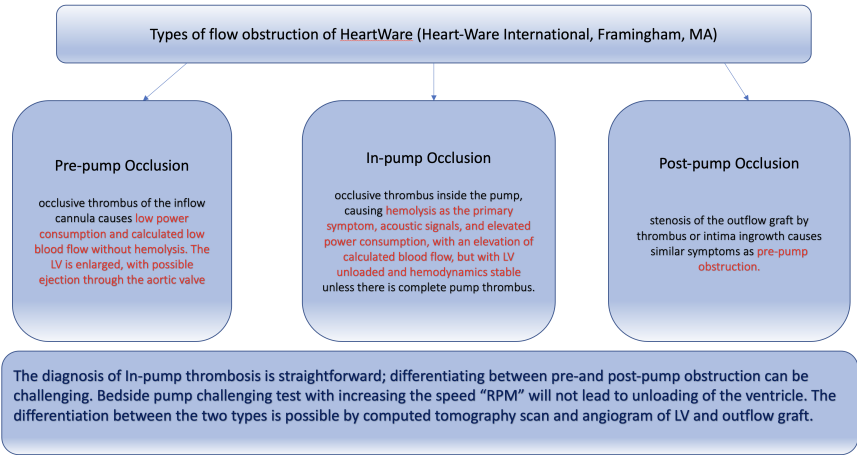 Types of flow obstruction of HeartWare (Heart-Ware International, Framingham, MA)
Pre-pump Occlusion
occlusive thrombus of the inflow
cannula causes low power
consumption and calculated low
blood flow without hemolysis. The
LV is enlarged, with possible
ejection through the aortic valve
In-pump Occlusion
occlusive thrombus inside the pump,
causing hemolysis as the primary
symptom, acoustic signals, and elevated
power consumption, with an elevation of
calculated blood flow, but with LV
unloaded and hemodynamics stable
unless there is complete pump thrombus.
Post-pump Occlusion
stenosis of the outflow graft by
thrombus or intima ingrowth causes
similar symptoms as pre-pump
obstruction.
The diagnosis of In-pump thrombosis is straightforward; differentiating between pre-and post-pump obstruction can be
challenging. Bedside pump challenging test with increasing the speed “RPM” will not lead to unloading of the ventricle. The
differentiation between the two types is possible by computed tomography scan and angiogram of LV and outflow graft.